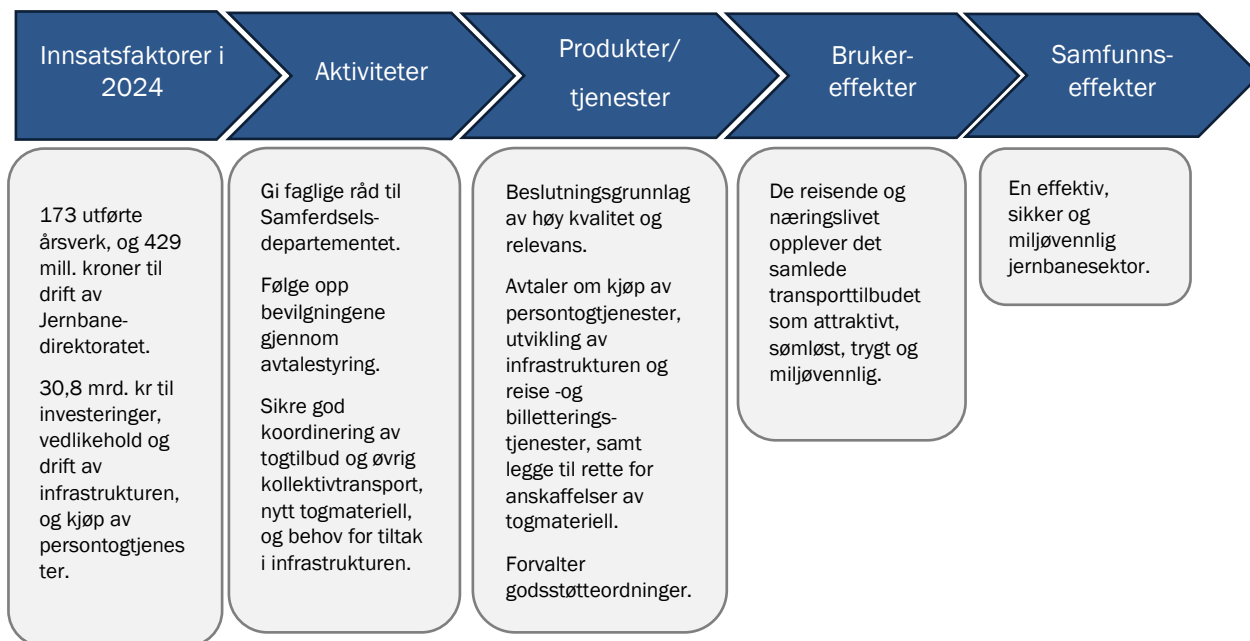 Innsatsfaktorer i
2024
Aktiviteter
Produkter/
tjenester
Bruker-
effekter
Samfunns-
effekter
173 utførte
årsverk, og 429
mill. kroner til
drift av
Jernbane-
direktoratet.
30,8 mrd. kr til
investeringer,
vedlikehold og
drift av
infrastrukturen,
og kjøp av
persontogtjenes
ter.
Gi faglige råd til
Samferdsels-
departementet.
Følge opp
bevilgningene
gjennom
avtalestyring.
Sikre god
koordinering av
togtilbud og øvrig
kollektivtransport,
nytt togmateriell,
og behov for tiltak
i infrastrukturen.
Beslutningsgrunnlag
av høy kvalitet og
relevans.
Avtaler om kjøp av
persontogtjenester,
utvikling av
infrastrukturen og
reise -og
billetterings-
tjenester, samt
legge til rette for
anskaffelser av
togmateriell.
Forvalter
godsstøtteordninger.
De reisende og
næringslivet
opplever det
samlede
transporttilbudet
som attraktivt,
sømløst, trygt og
miljøvennlig.
En effektiv,
sikker og
miljøvennlig
jernbanesektor.